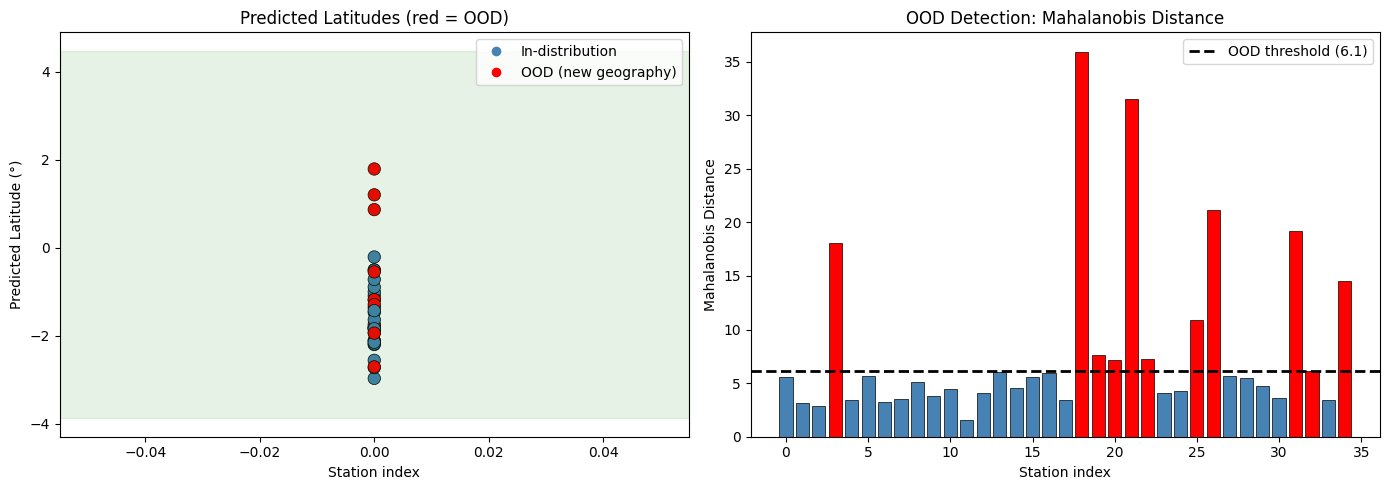 Predicted Latitudes (red = OOD)
In-distribution
OOD (new geography)
Predicted Latitude (°)
4
2
0
−2
−4
−0.04
−0.02
0.00
0.02
0.04
Station index
OOD Detection: Mahalanobis Distance
OOD threshold (6.1)
Mahalanobis Distance
35
30
25
20
15
10
5
0
0
5
10
15
20
25
30
35
Station index